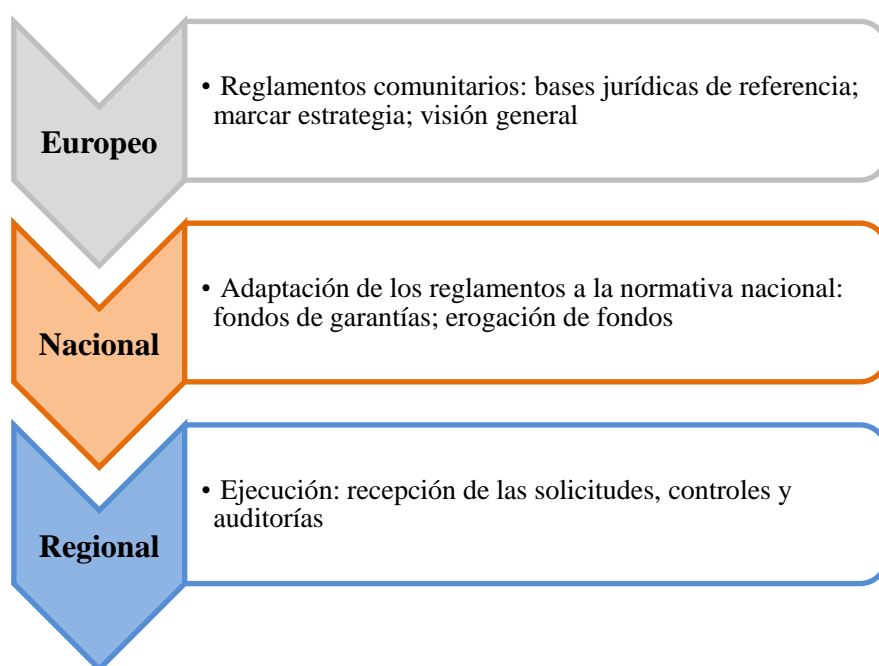 Europeo
• Reglamentos comunitarios: bases jurídicas de referencia;
marcar estrategia; visión general
Nacional
• Adaptación de los reglamentos a la normativa nacional:
fondos de garantías; erogación de fondos
Regional
• Ejecución: recepción de las solicitudes, controles y
auditorías